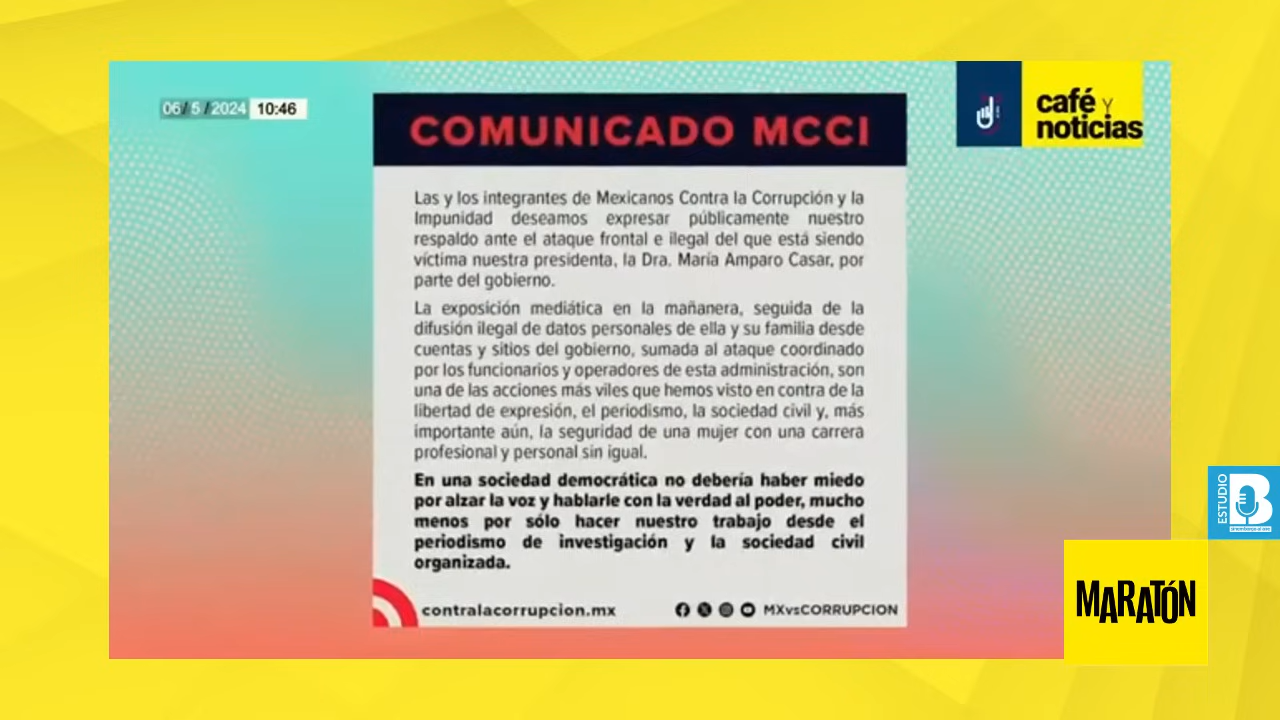 06/ 5 / 2024 10:46
café Y
noticias
COMUNICADO MCCI
Las y los integrantes de Mexicanos Contra la Corrupción y la
Impunidad deseamos expresar públicamente nuestro
respaldo ante el ataque frontal e ilegal del que está siendo
víctima nuestra presidenta, la Dra. María Amparo Casar, por
parte del gobierno.
La exposición mediática en la mañanera, seguida de la
difusión ilegal de datos personales de ella y su familia desde
cuentas y sitios del gobierno, sumada al ataque coordinado
por los funcionarios y operadores de esta administración, son
una de las acciones más viles que hemos visto en contra de la
libertad de expresión, el periodismo, la sociedad civil y, más
importante aún, la seguridad de una mujer con una carrera
profesional y personal sin igual.
En una sociedad democrática no debería haber miedo
por alzar la voz y hablarle con la verdad al poder, mucho
menos por sólo hacer nuestro trabajo desde el
periodismo de investigación y la sociedad civil
organizada.
contralacorrupcion.mx
MXvsCORRUPCION
ESTUDIO
B
MARATÓN